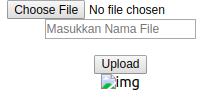 Choose File No file chosen
Masukkan Nama File
Upload
img